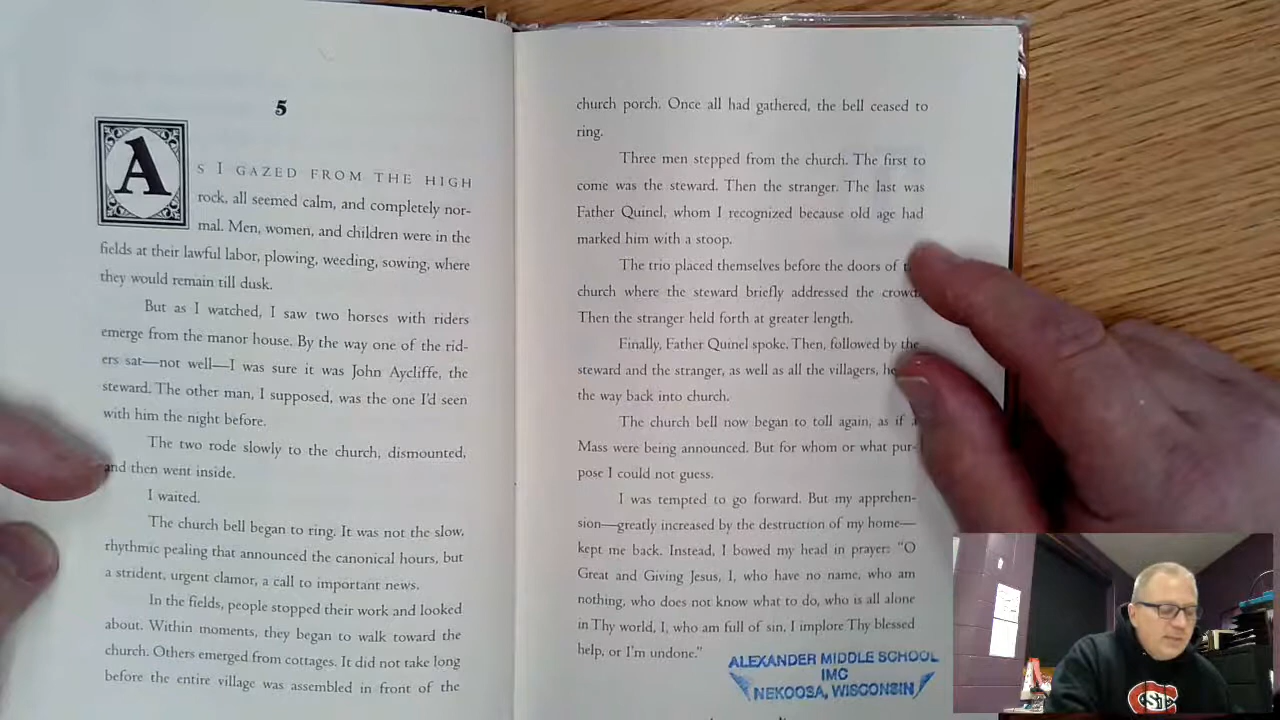 5
AS I GAZED FROM THE HIGH
rock, all seemed calm, and completely nor-
mal. Men, women, and children were in the
fields at their lawful labor, plowing, weeding, sowing, where
they would remain till dusk.
But as I watched, I saw two horses with riders
emerge from the manor house. By the way one of the rid-
ers sat—not well—I was sure it was John Aycliffe, the
steward. The other man, I supposed, was the one I'd seen
with him the night before.
The two rode slowly to the church, dismounted,
and then went inside.
I waited.
The church bell began to ring. It was not the slow,
rhythmic pealing that announced the canonical hours, but
a strident, urgent clamor, a call to important news.
In the fields, people stopped their work and looked
about. Within moments, they began to walk toward the
church. Others emerged from cottages. It did not take long
before the entire village was assembled in front of the
church porch. Once all had gathered, the bell ceased to
ring.
Three men stepped from the church. The first to
come was the steward. Then the stranger. The last was
Father Quinel, whom I recognized because old age had
marked him with a stoop.
The trio placed themselves before the doors of
church where the steward briefly addressed the crowd.
Then the stranger held forth at greater length.
Finally, Father Quinel spoke. Then, followed by the
steward and the stranger, as well as all the villagers,
the way back into church.
The church bell now began to toll again, as if a
Mass were being announced. But for whom or what pur-
pose I could not guess.
I was tempted to go forward. But my apprehen-
sion—greatly increased by the destruction of my home—
kept me back. Instead, I bowed my head in prayer: "O
Great and Giving Jesus, I, who have no name, who am
nothing, who does not know what to do, who is all alone
in Thy world, I, who am full of sin, I implore Thy blessed
help, or I'm undone."
ALEXANDER MIDDLE SCHOOL
IMC
NEKOOSA, WISCONSIN